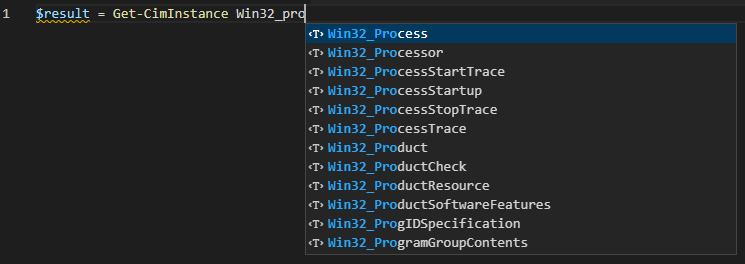 1 $result = Get-CimInstance Win32_pro
<T> Win32_Process
<T> Win32_Processor
<T> Win32_ProcessStartTrace
<T> Win32_ProcessStartup
<T> Win32_ProcessStopTrace
<T> Win32_ProcessTrace
<T> Win32_Product
<T> Win32_ProductCheck
<T> Win32_ProductResource
<T> Win32_ProductSoftwareFeatures
<T> Win32_ProgIDSpecification
<T> Win32_ProgramGroupContents